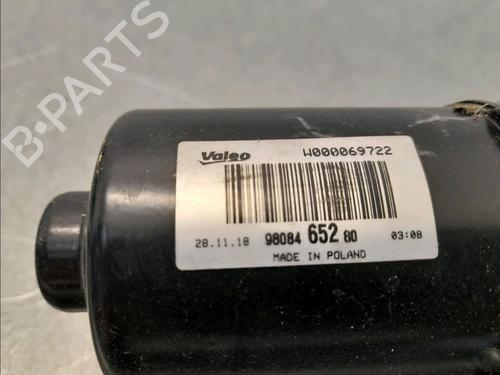 B-PARTS
Valeo W000069722
28.11.18 98084 652 80 03:08
MADE IN POLAND